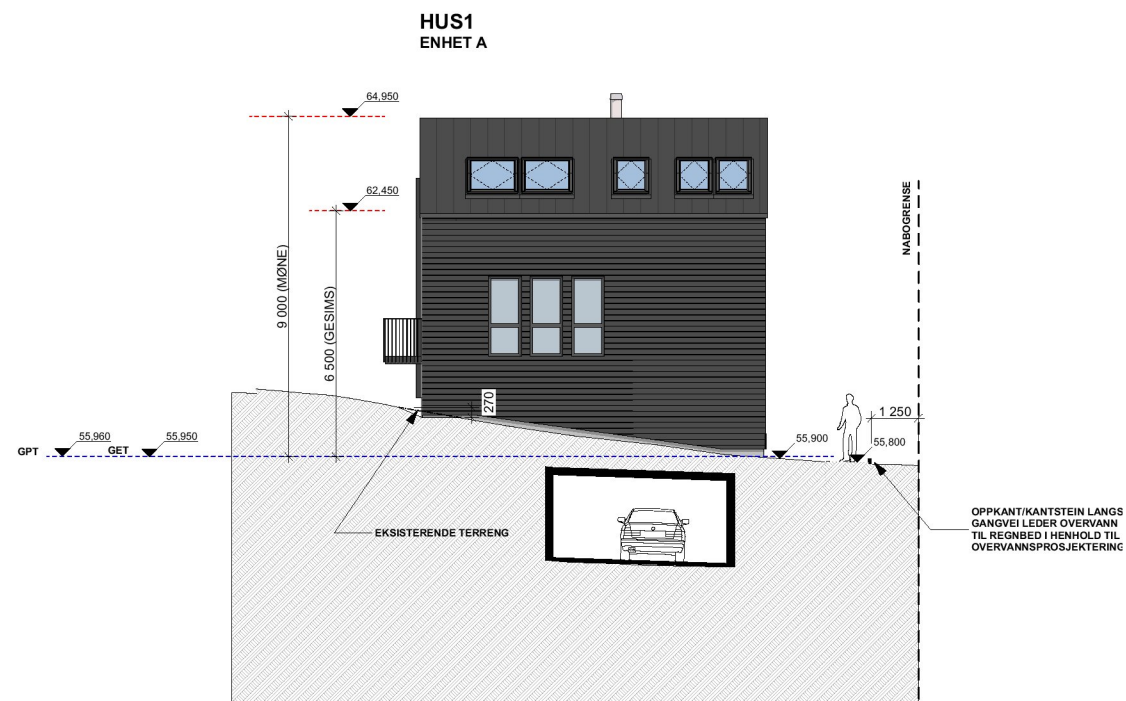 HUS1
ENHET A
64,950
62,450
9 000 (MØNE)
6 500 (GESIMS)
NABOGRENSE
270
1 250
GPT
55,960
GET
55,950
55,900
55,800
EKSISTERENDE TERRENG
OPPKANT/KANTSTEIN LANGS
GANGVEI LEDER OVERVANN
TIL REGNBED I HENHOLD TIL
OVERVANNSPROSJEKTERING